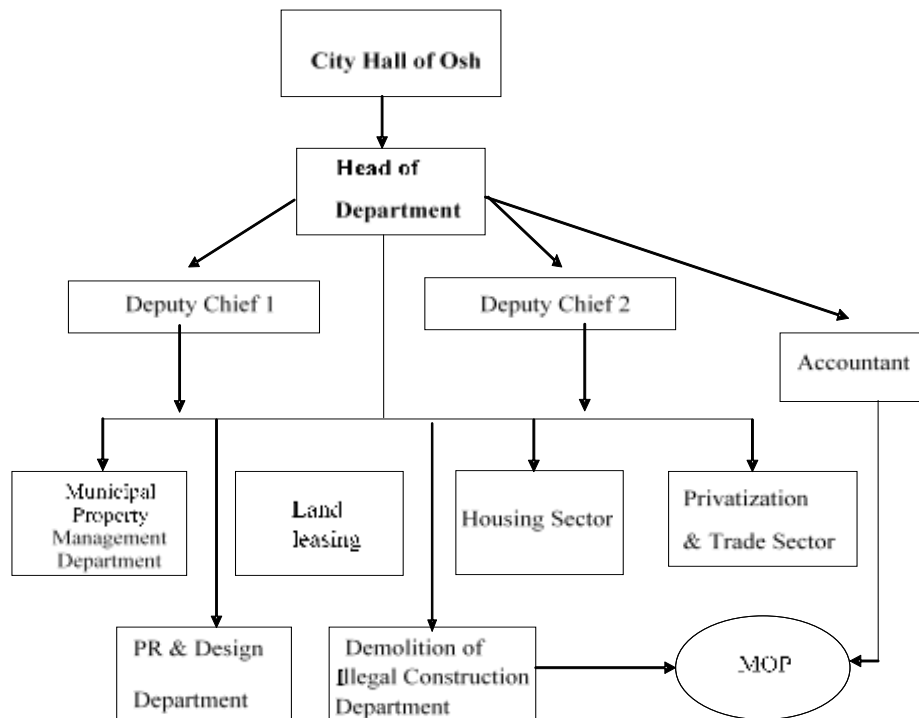 City Hall of Osh
Head of
Department
Deputy Chief 1
Deputy Chief 2
Accountant
Municipal
Property
Management
Department
Land
leasing
Housing Sector
Privatization
& Trade Sector
PR & Design
Department
Demolition of
Illegal Construction
Department
MOP